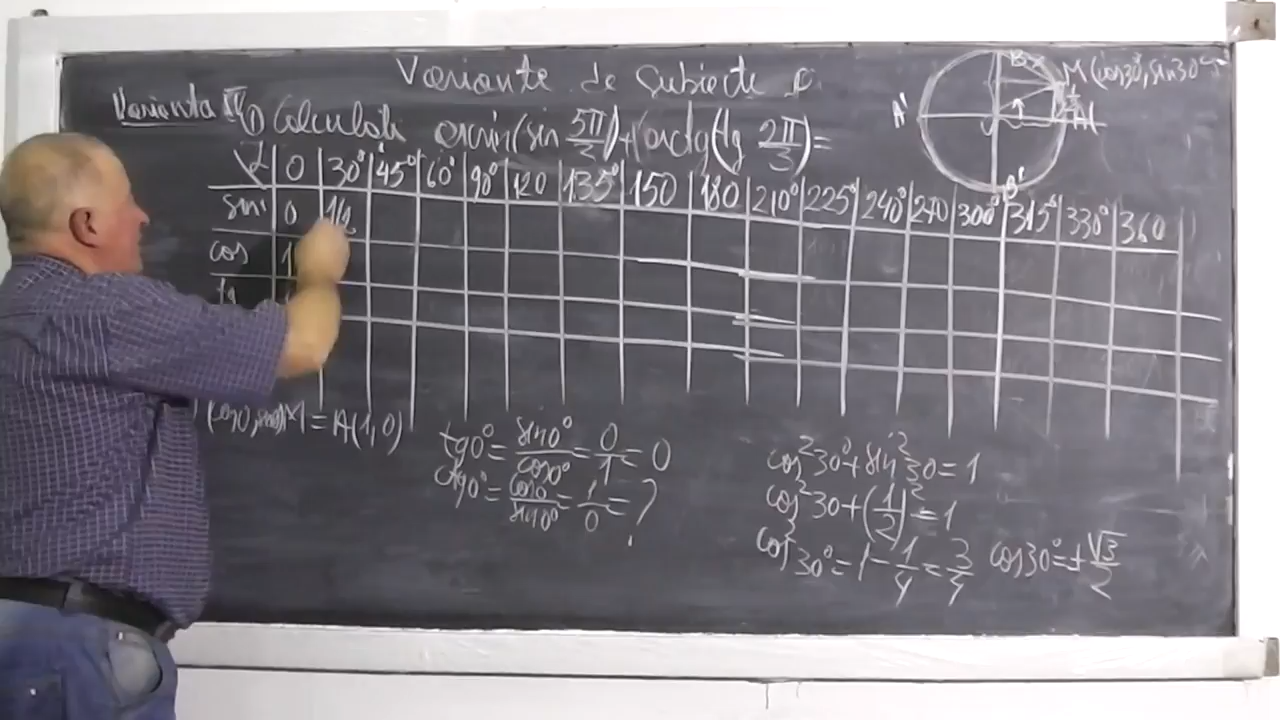 Variante de subiecte
Varianta II
1) Calculati arcsin(sin 5π/2)+(arctg(tg 2π/3)=
α 0 30° 45° 60° 90° 120 135° 150 180 210° 225° 240° 270 300° 315° 330° 360
sin 0 1/2
cos 1
tg
A' B B' M(cos30°, sin30°
M = A(1,0)
tg0° = sin0°/cos0° = 0/1 = 0
ctg0° = cos0/sin0° = 1/0 = ?
cos²30°+sin²30=1
cos²30+(1/2)²=1
cos²30°=1-1/4=3/4 cos30°=±√3/2